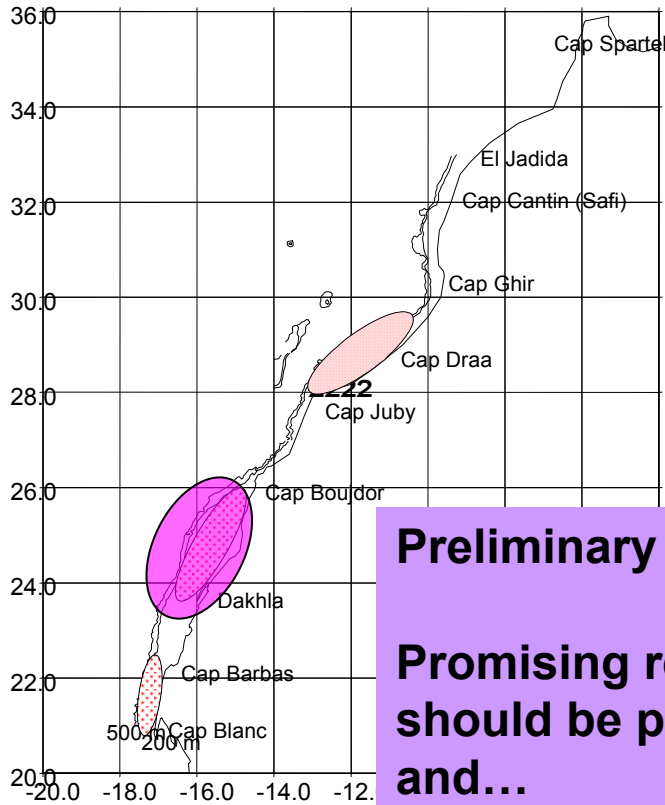 36.0
Cap Spartel
34.0
El Jadida
32.0
Cap Cantin (Safi)
30.0
Cap Ghir
Cap Draa
28.0
Cap Juby
26.0
Cap Boujdor
Preliminary
24.0
Dakhla
Promising
22.0
Cap Barbas
should be
500 m
Cap Blanc
200 m
and…
20.0
-20.0 -18.0 -16.0 -14.0